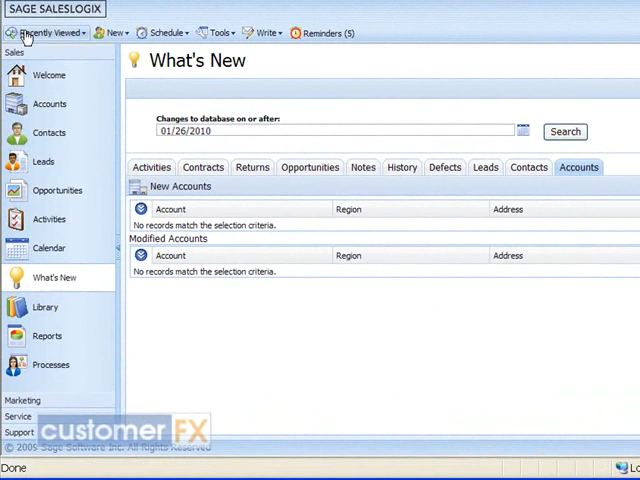 SAGE SALESLOGIX
Recently Viewed
New
Schedule
Tools
Write
Reminders (5)
Sales
Welcome
Accounts
Contacts
Leads
Opportunities
Activities
Calendar
What's New
Library
Reports
Processes
Marketing
Service
Support
What's New
Changes to database on or after:
01/26/2010
Search
Activities Contracts Returns Opportunities Notes History Defects Leads Contacts Accounts
New Accounts
Account Region Address
No records match the selection criteria.
Modified Accounts
Account Region Address
No records match the selection criteria.
customer FX
© 2009 Sage Software Inc. All Rights Reserved
Done